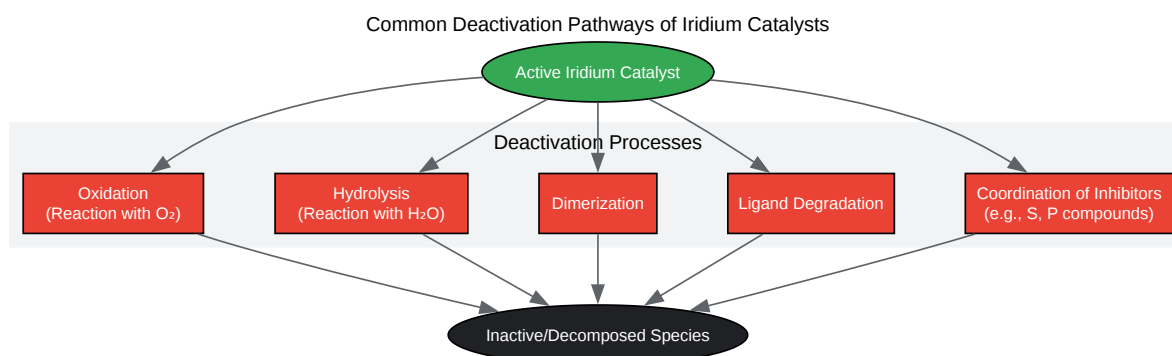 Common Deactivation Pathways of Iridium Catalysts
Active Iridium Catalyst
Deactivation Processes
Oxidation
(Reaction with O₂)
Hydrolysis
(Reaction with H₂O)
Dimerization
Ligand Degradation
Coordination of Inhibitors
(e.g., S, P compounds)
Inactive/Decomposed Species